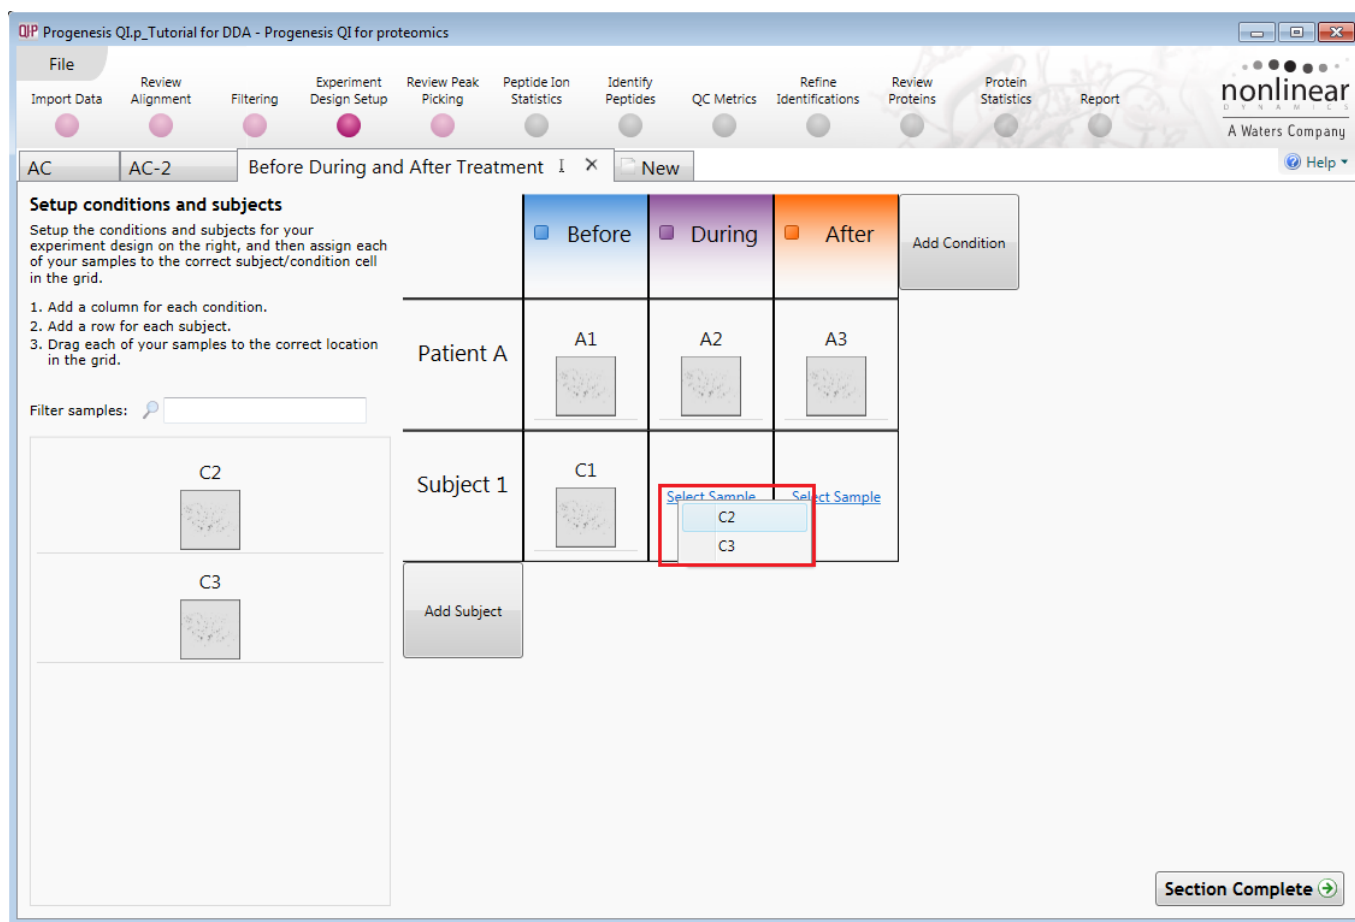 QIP Progenesis QI.p_Tutorial for DDA - Progenesis QI for proteomics
File
Import Data
Review
Alignment
Filtering
Experiment
Design Setup
Review Peak
Picking
Peptide Ion
Statistics
Identify
Peptides
QC Metrics
Refine
Identifications
Review
Proteins
Protein
Statistics
Report
nonlinear
DYNAMICS
A Waters Company
AC
AC-2
Before During and After Treatment
New
Help
Setup conditions and subjects
Setup the conditions and subjects for your
experiment design on the right, and then assign each
of your samples to the correct subject/condition cell
in the grid.
1. Add a column for each condition.
2. Add a row for each subject.
3. Drag each of your samples to the correct location
in the grid.
Filter samples:
C2
C3
Before
During
After
Add Condition
Patient A
A1
A2
A3
Subject 1
C1
Select Sample
Select Sample
C2
C3
Add Subject
Section Complete